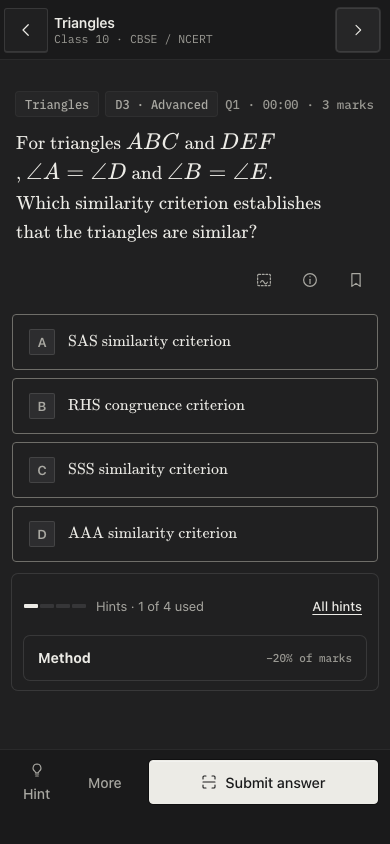 Triangles
Class 10 · CBSE / NCERT
Triangles
D3 · Advanced
Q1 · 00:00 · 3 marks
For triangles ABC and DEF
, ∠A = ∠D and ∠B = ∠E.
Which similarity criterion establishes
that the triangles are similar?
A SAS similarity criterion
B RHS congruence criterion
C SSS similarity criterion
D AAA similarity criterion
Hints · 1 of 4 used
All hints
Method
−20% of marks
Hint
More
Submit answer